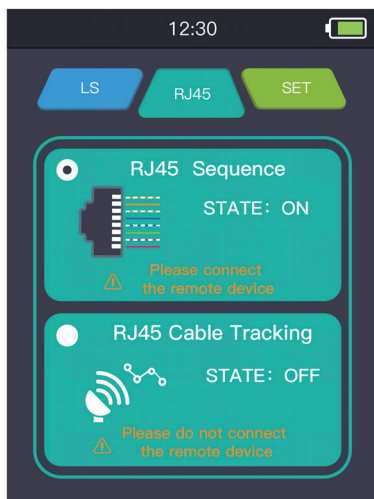 12:30
LS
RJ45
SET
RJ45 Sequence
STATE: ON
Please connect
the remote device
RJ45 Cable Tracking
STATE: OFF
Please do not connect
the remote device